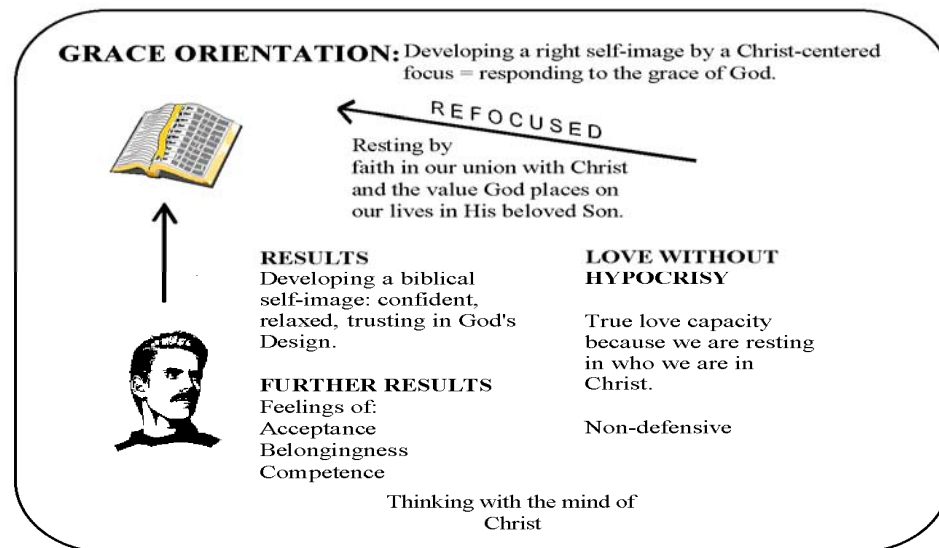 GRACE ORIENTATION: Developing a right self-image by a Christ-centered
focus = responding to the grace of God.
REFOCUSED
Resting by
faith in our union with Christ
and the value God places on
our lives in His beloved Son.
RESULTS
Developing a biblical
self-image: confident,
relaxed, trusting in God's
Design.
FURTHER RESULTS
Feelings of:
Acceptance
Belongingness
Competence
LOVE WITHOUT
HYPOCRISY
True love capacity
because we are resting
in who we are in
Christ.
Non-defensive
Thinking with the mind of
Christ